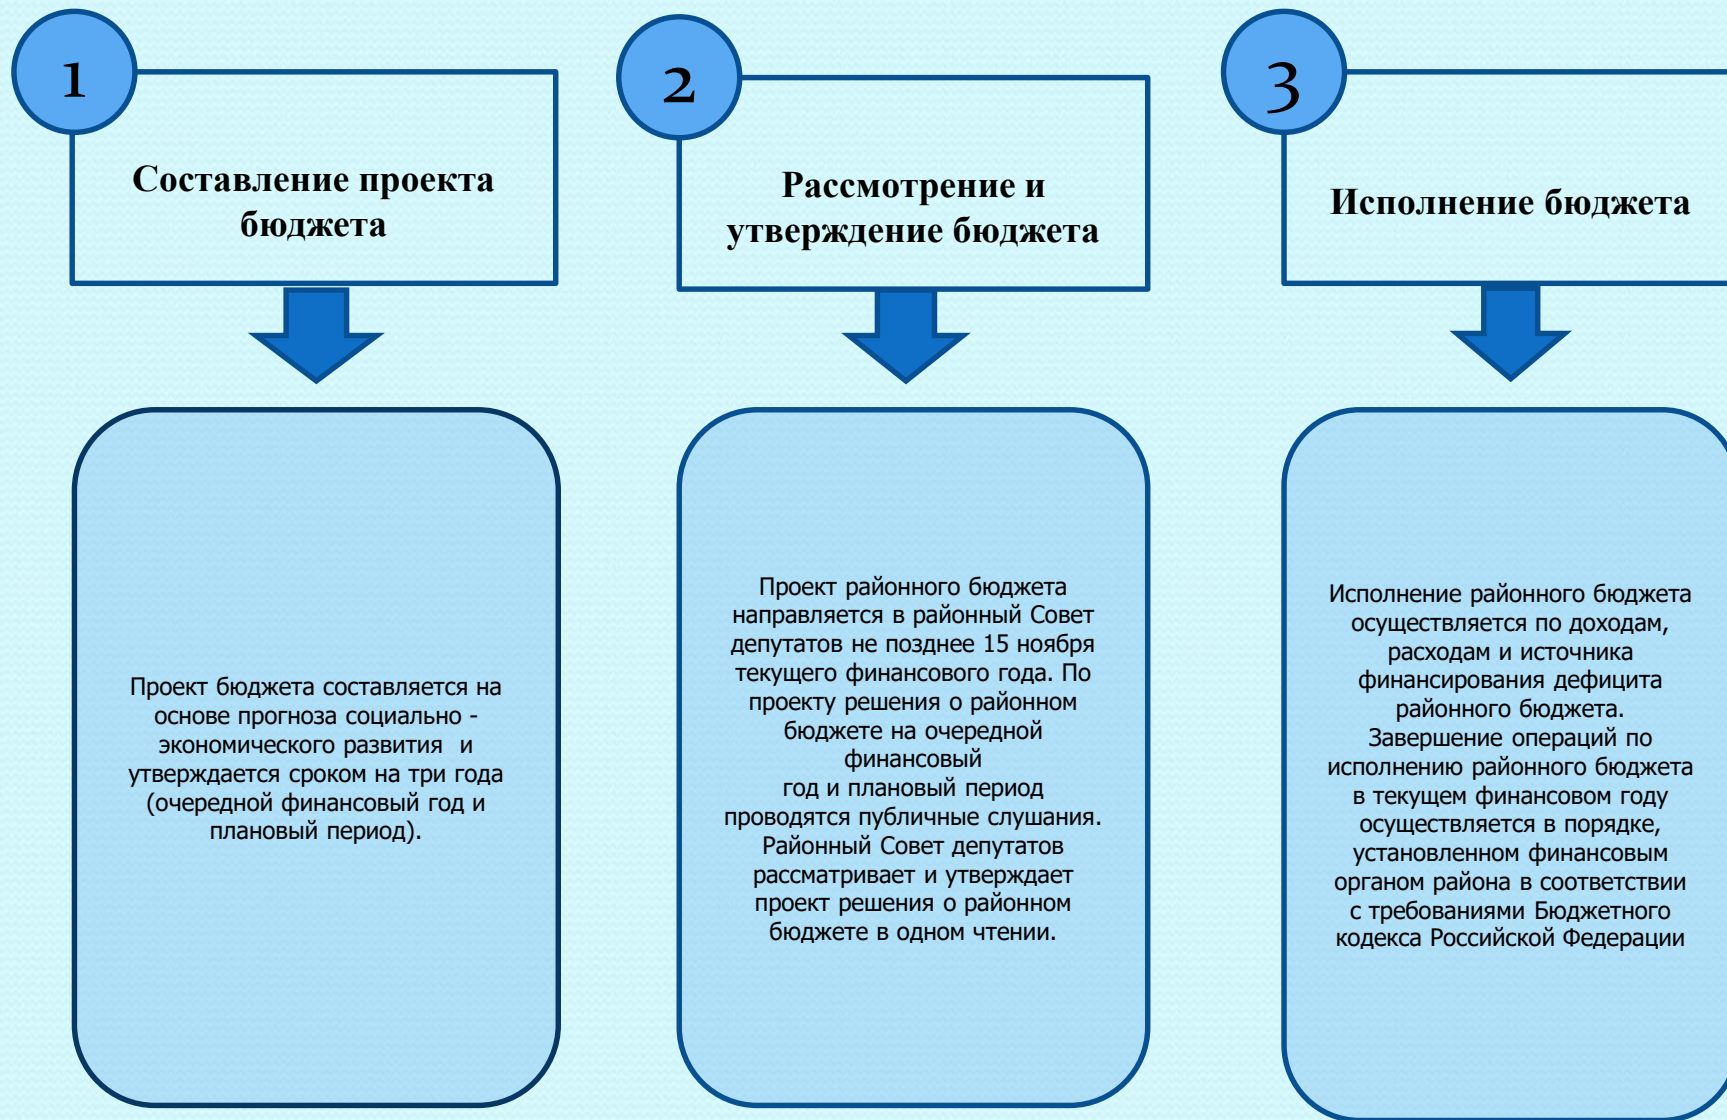 1
Составление проекта
бюджета
Проект бюджета составляется на
основе прогноза социально -
экономического развития  и
утверждается сроком на три года
(очередной финансовый год и
плановый период).
2
Рассмотрение и
утверждение бюджета
Проект районного бюджета
направляется в районный Совет
депутатов не позднее 15 ноября
текущего финансового года. По
проекту решения о районном
бюджете на очередной
финансовый
год и плановый период
проводятся публичные слушания.
Районный Совет депутатов
рассматривает и утверждает
проект решения о районном
бюджете в одном чтении.
3
Исполнение бюджета
Исполнение районного бюджета
осуществляется по доходам,
расходам и источника
финансирования дефицита
районного бюджета.
Завершение операций по
исполнению районного бюджета
в текущем финансовом году
осуществляется в порядке,
установленном финансовым
органом района в соответствии
с требованиями Бюджетного
кодекса Российской Федерации